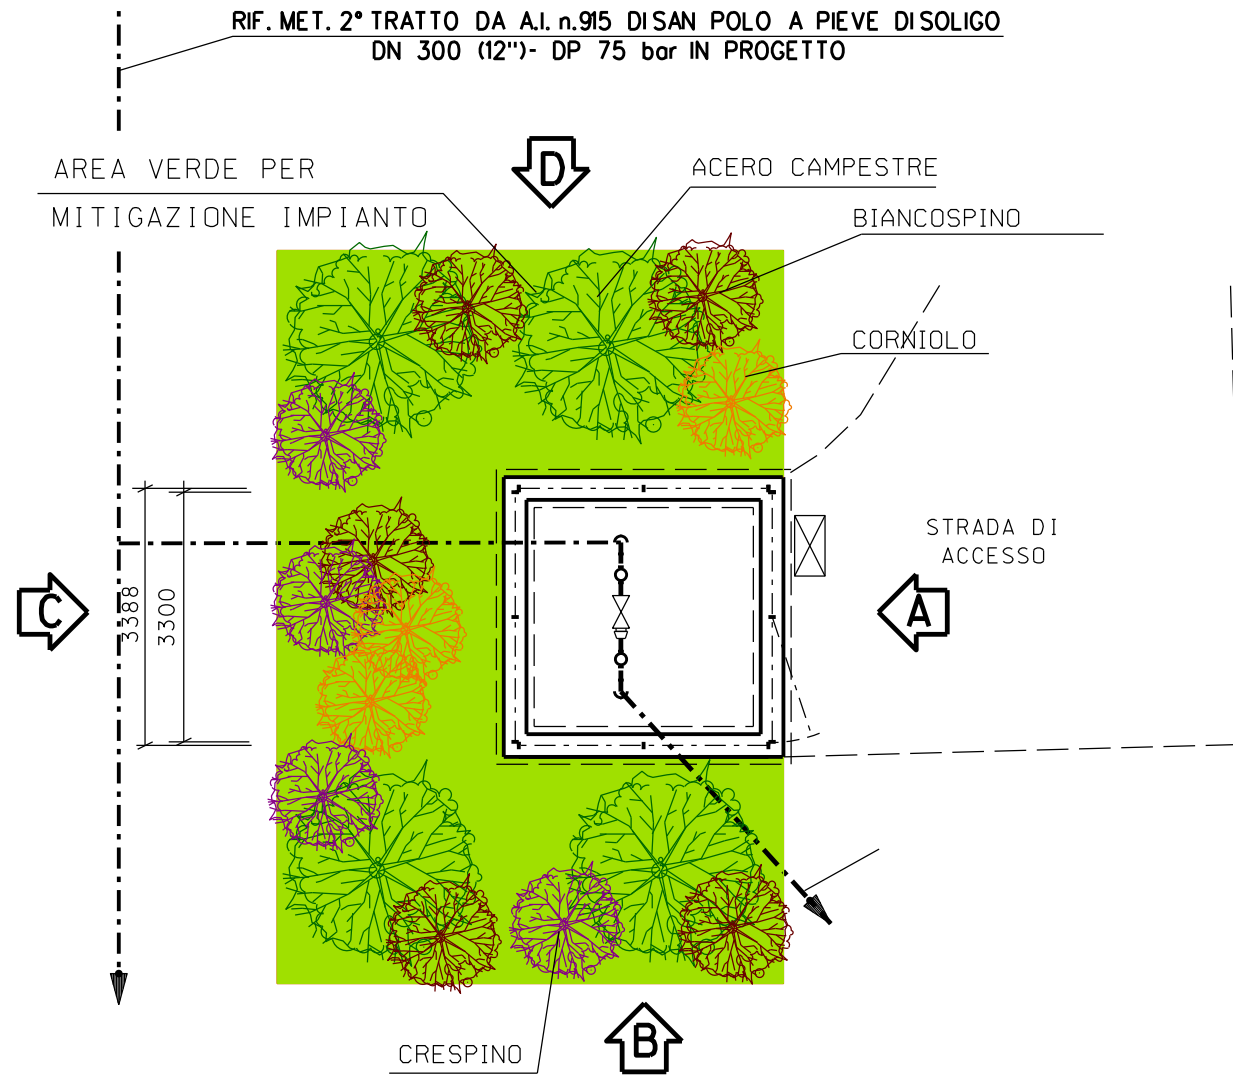 RIF. MET. 2° TRATTO DA A.I. n.915 DI SAN POLO A PIEVE DI SOLIGO
DN 300 (12")- DP 75 bar IN PROGETTO
D
AREA VERDE PER
MITIGAZIONE IMPIANTO
ACERO CAMPESTRE
BIANCOSPINO
CORNIOLO
STRADA DI
ACCESSO
C
3388
3300
A
CRESPINO
B